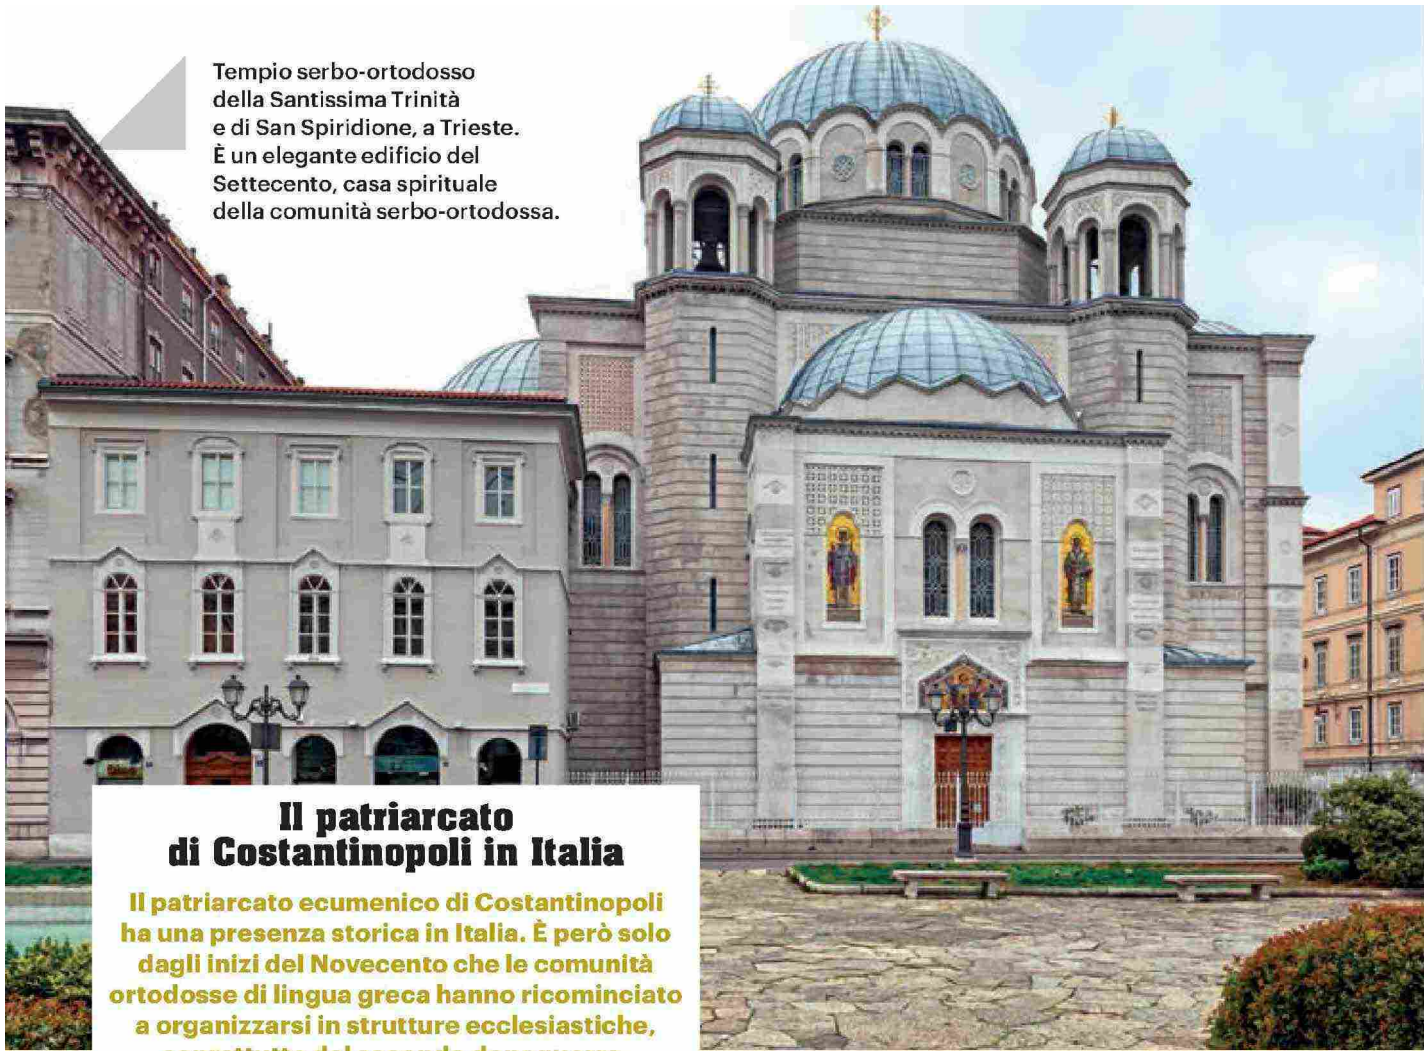 Tempio serbo-ortodosso
della Santissima Trinità
e di San Spiridione, a Trieste.
È un elegante edificio del
Settecento, casa spirituale
della comunità serbo-ortodossa.
Il patriarcato
di Costantinopoli in Italia
Il patriarcato ecumenico di Costantinopoli
ha una presenza storica in Italia. È però solo
dagli inizi del Novecento che le comunità
ortodosse di lingua greca hanno ricominciato
a organizzarsi in strutture ecclesiastiche,